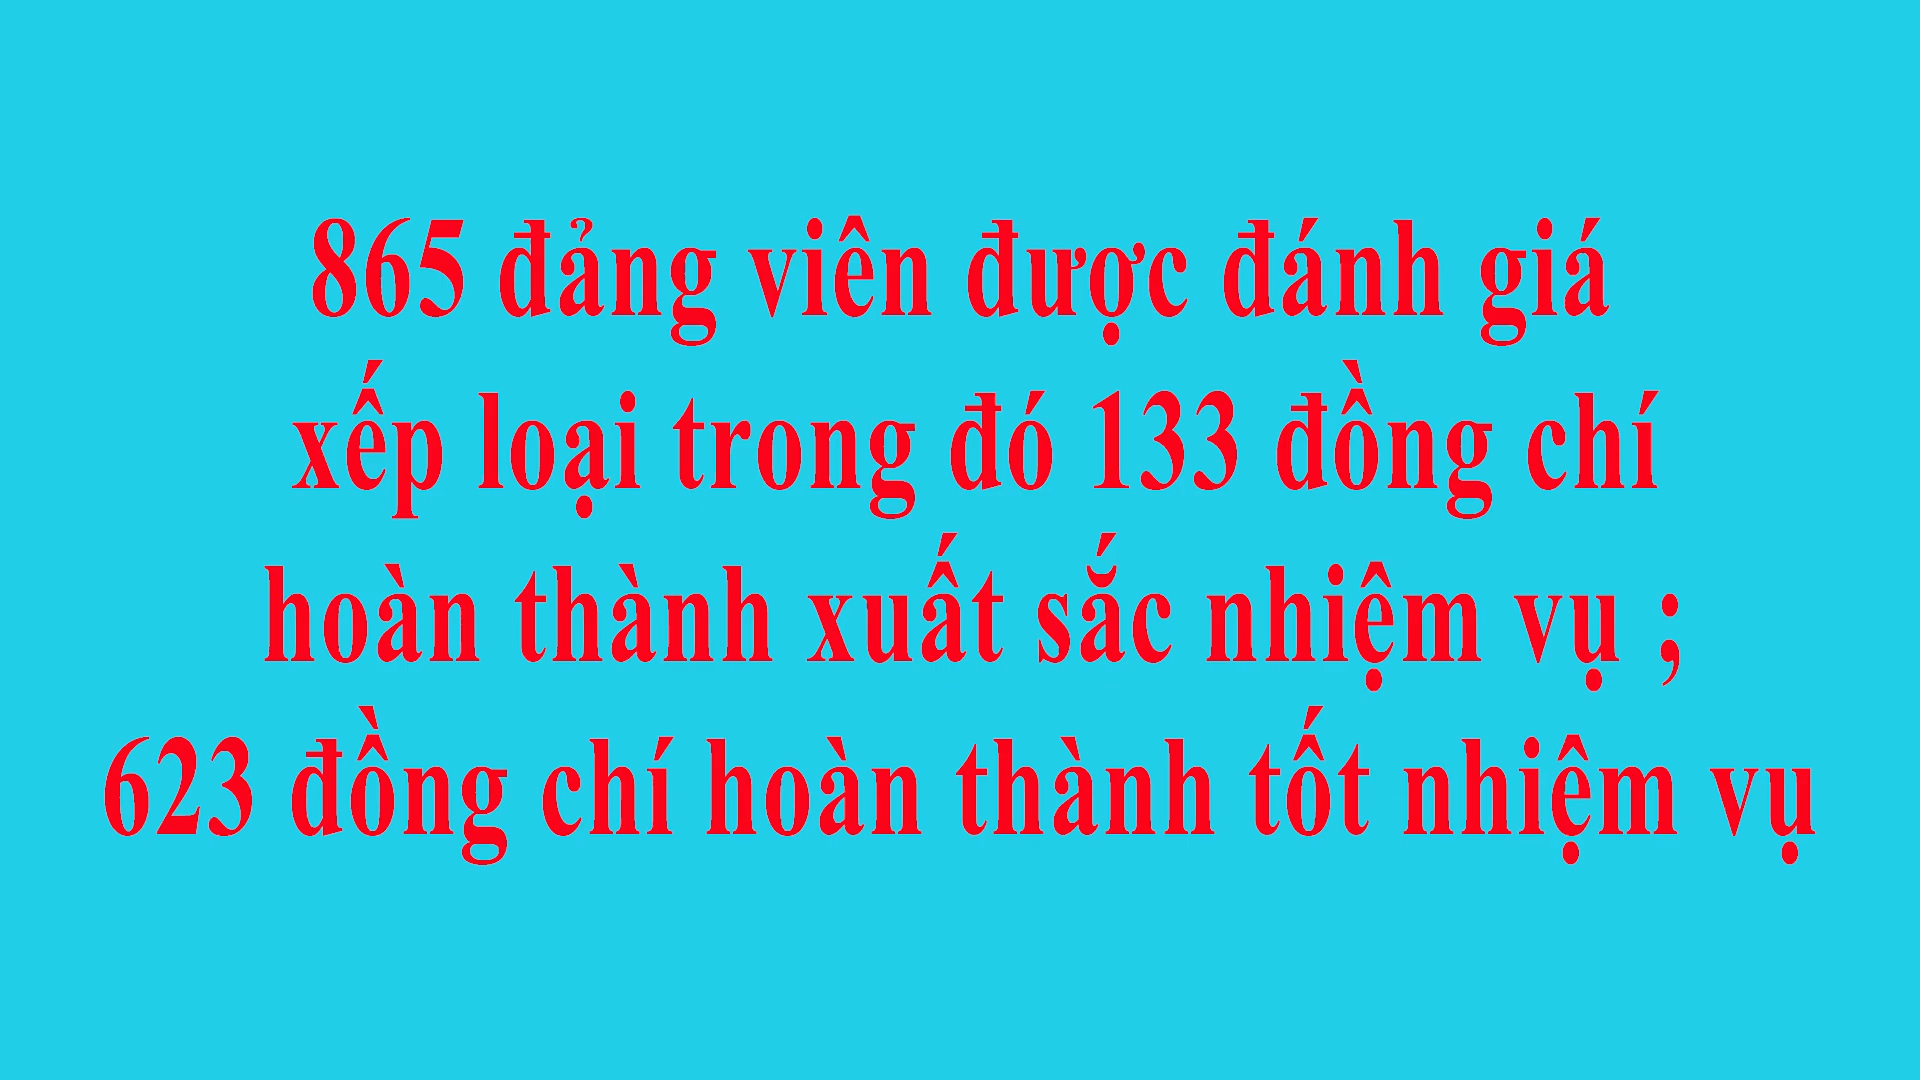 865 đảng viên được đánh giá
xếp loại trong đó 133 đồng chí
hoàn thành xuất sắc nhiệm vụ ;
623 đồng chí hoàn thành tốt nhiệm vụ